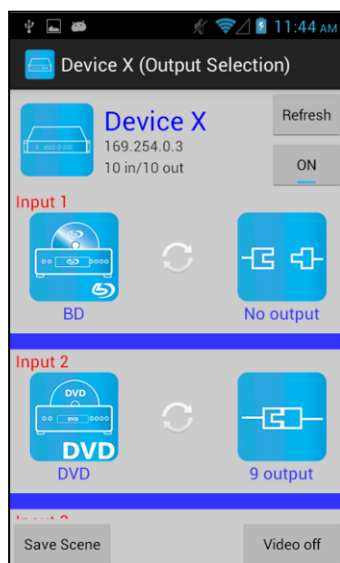 11:44 AM
Device X (Output Selection)
Device X
169.254.0.3
10 in/10 out
Refresh
ON
Input 1
BD
No output
Input 2
DVD
DVD
DVD
9 output
Save Scene
Video off